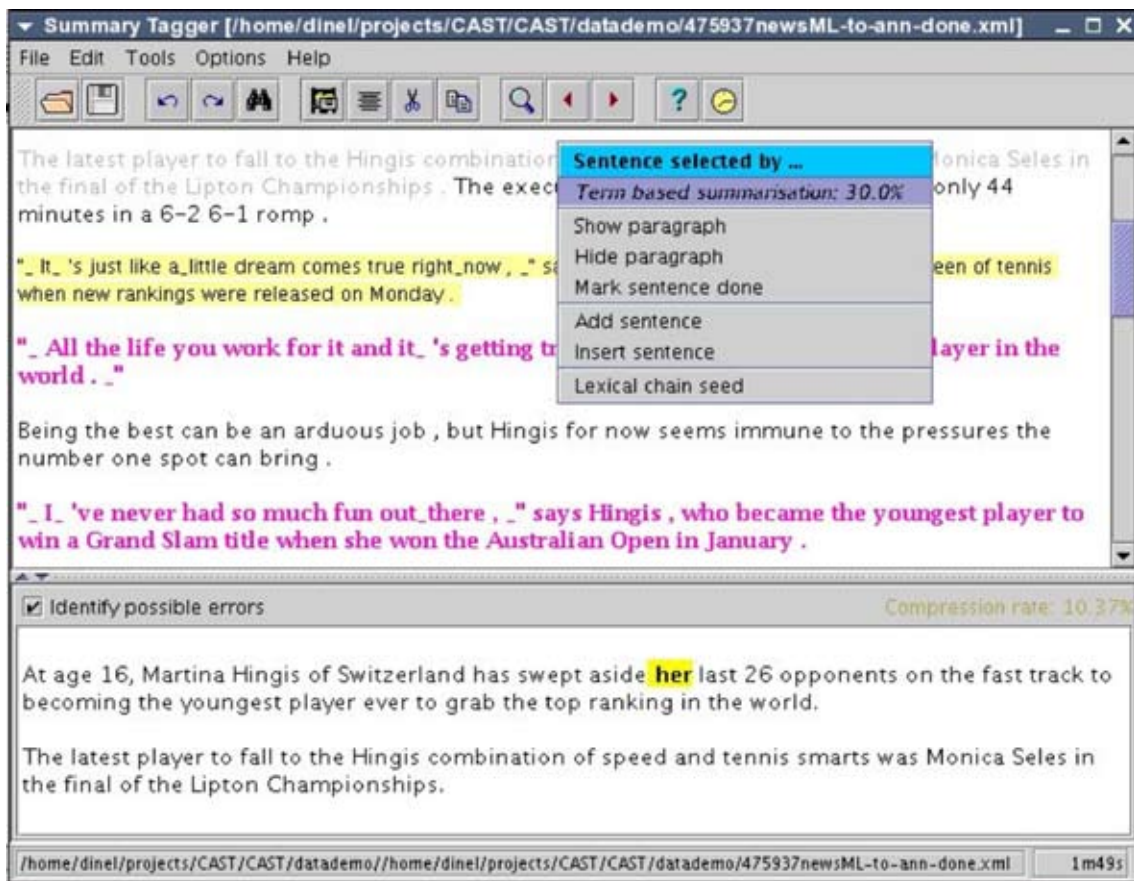 Summary Tagger [/home/dinel/projects/CAST/CAST/datademo/475937newsML-to-ann-done.xml]
File Edit Tools Options Help
The latest player to fall to the Hingis combination Monica Seles in
the final of the Lipton Championships . The exec only 44
minutes in a 6-2 6-1 romp .
"_ It_ 's just like a_little dream comes true right_now , _" sa een of tennis
when new rankings were released on Monday .
"_ All the life you work for it and it_ 's getting tr layer in the
world . _"
Being the best can be an arduous job , but Hingis for now seems immune to the pressures the
number one spot can bring .
"_ I_ 've never had so much fun out_there , _" says Hingis , who became the youngest player to
win a Grand Slam title when she won the Australian Open in January .
Sentence selected by ...
Term based summarisation: 30.0%
Show paragraph
Hide paragraph
Mark sentence done
Add sentence
Insert sentence
Lexical chain seed
Identify possible errors Compression rate: 10.37%
At age 16, Martina Hingis of Switzerland has swept aside her last 26 opponents on the fast track to
becoming the youngest player ever to grab the top ranking in the world.
The latest player to fall to the Hingis combination of speed and tennis smarts was Monica Seles in
the final of the Lipton Championships.
/home/dinel/projects/CAST/CAST/datademo//home/dinel/projects/CAST/CAST/datademo/475937newsML-to-ann-done.xml 1m49s